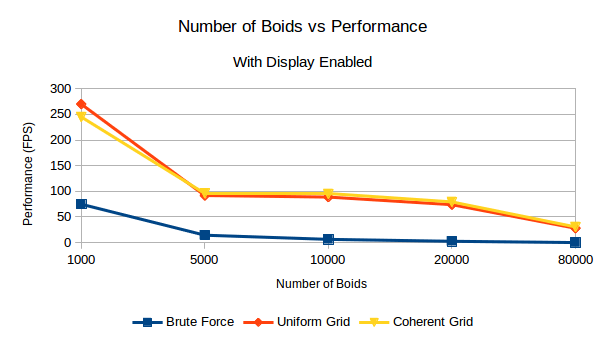 Number of Boids vs Performance
With Display Enabled
Performance (FPS)
300
250
200
150
100
50
0
1000 5000 10000 20000 80000
Number of Boids
Brute Force Uniform Grid Coherent Grid